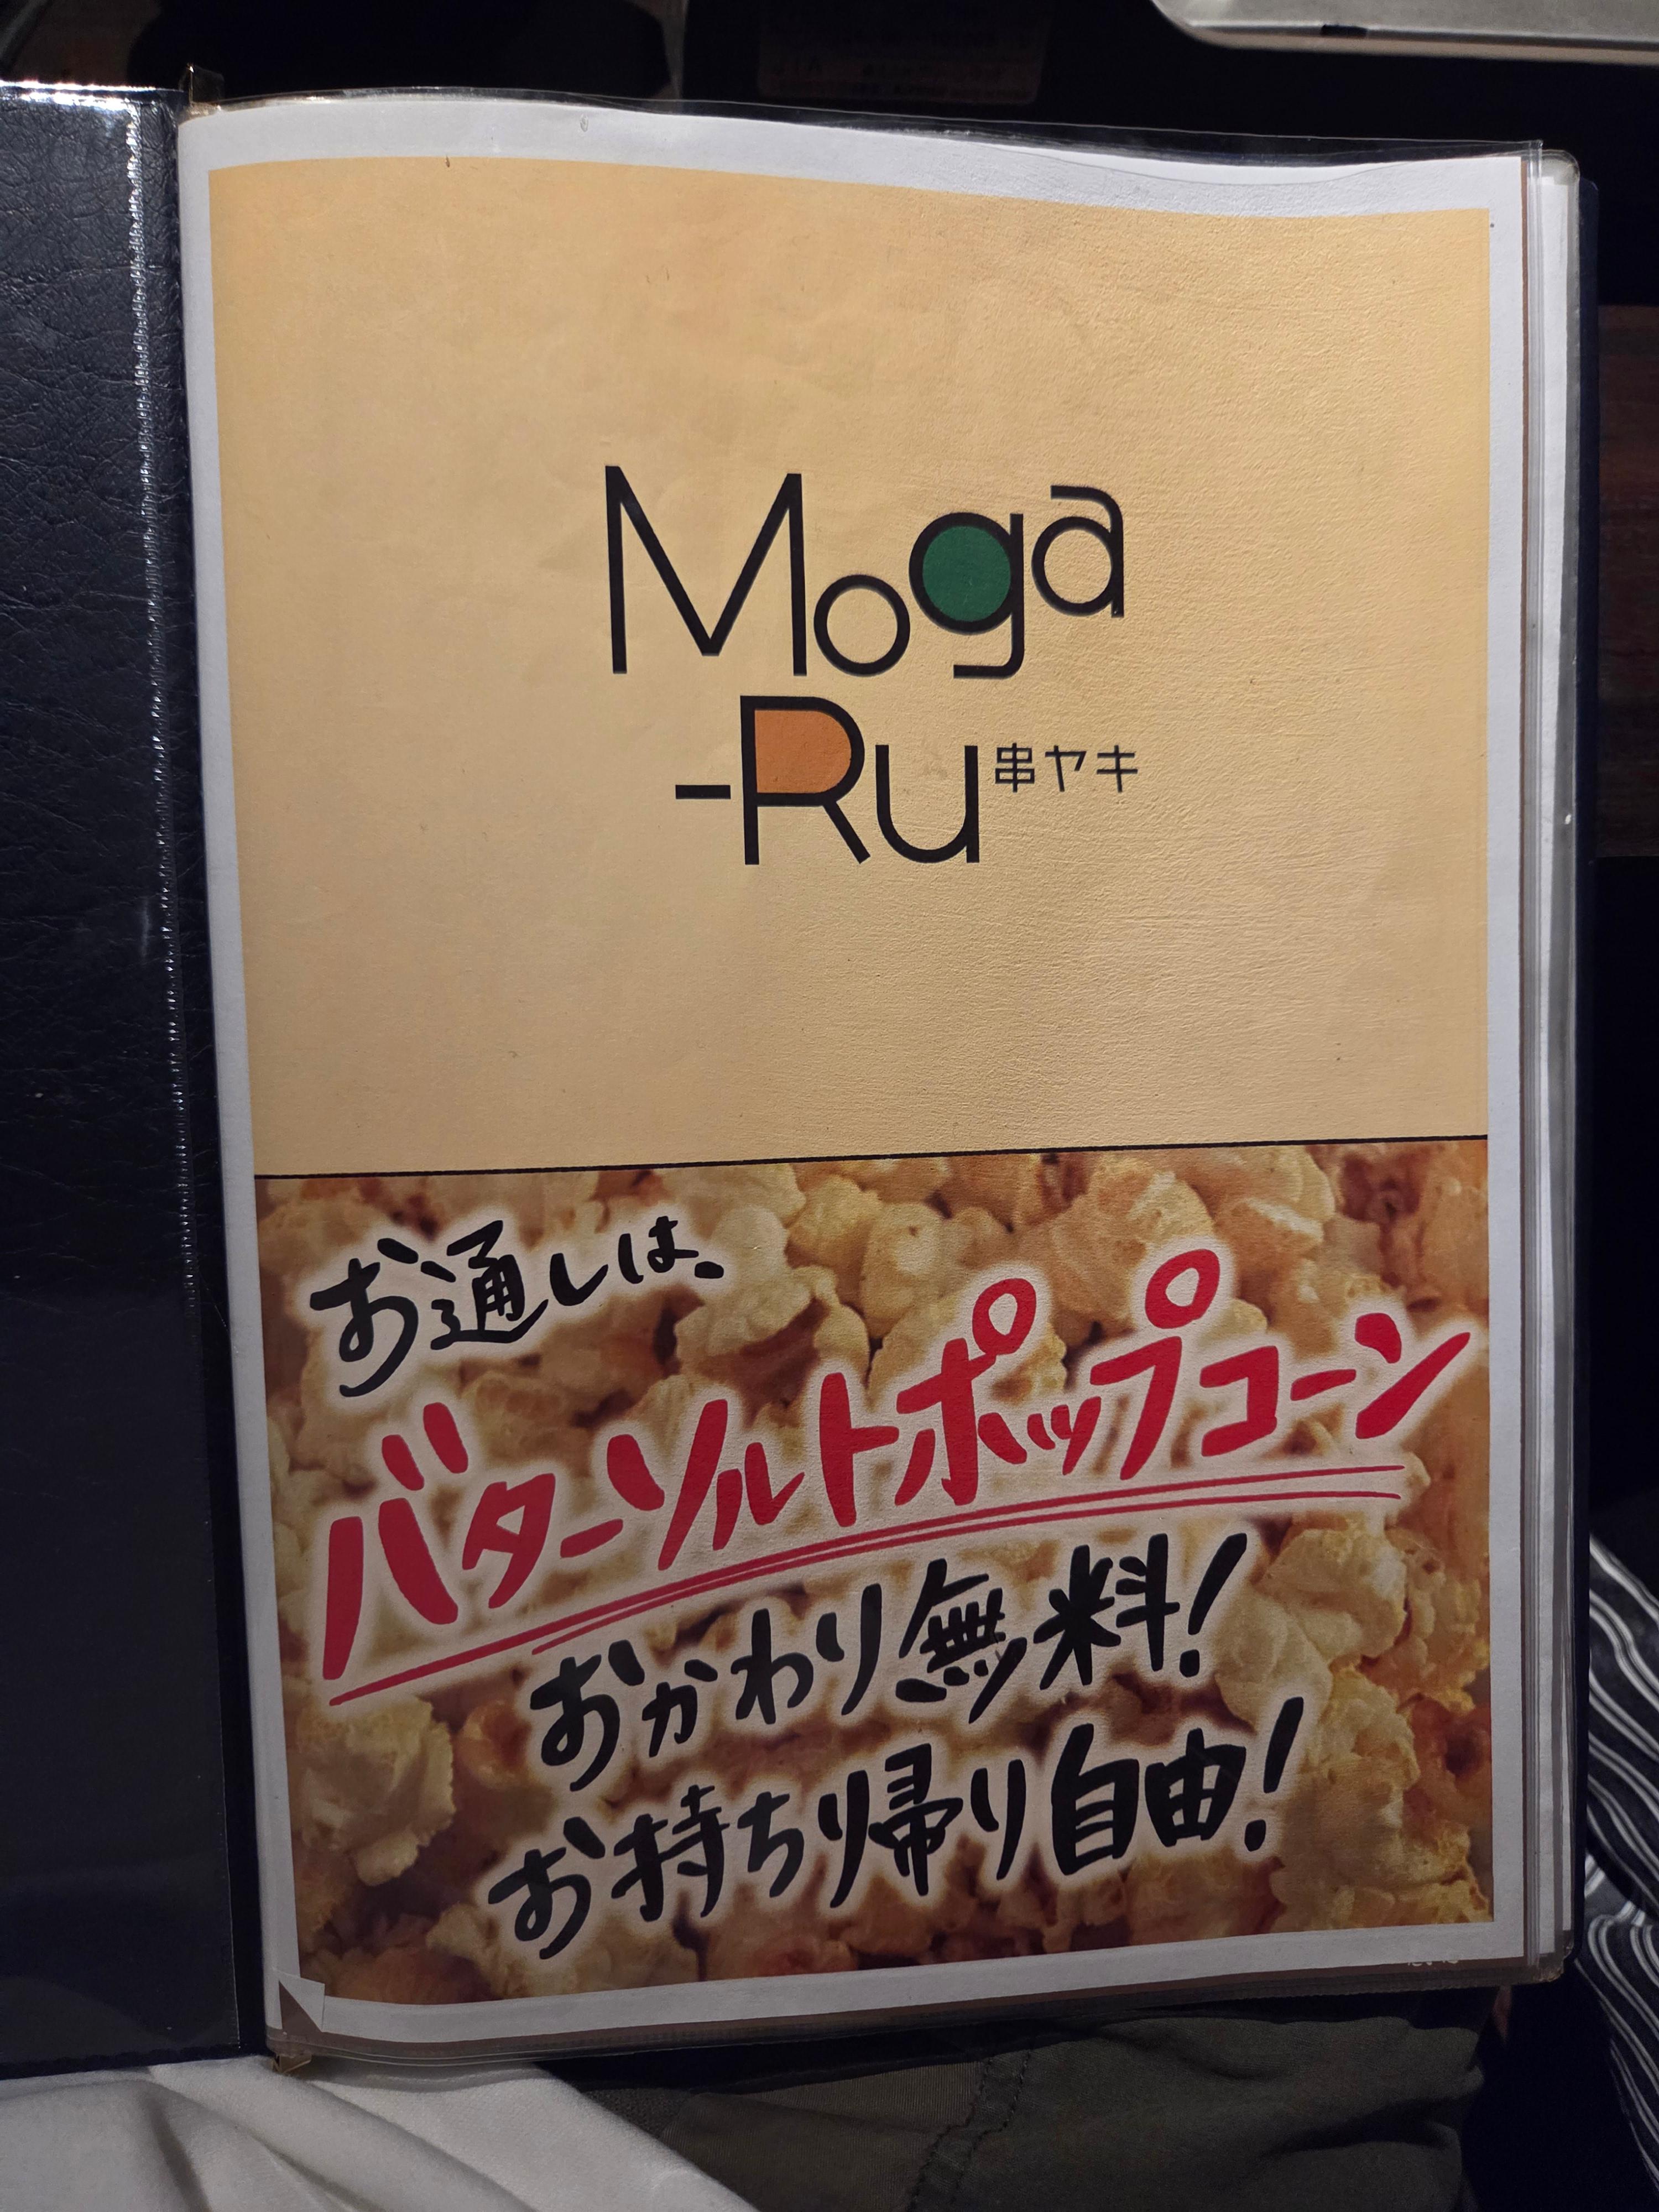 Moga
-Ru 串ヤキ
お通しは、
バターソルトポップコーン
おかわり無料!
お持ち帰り自由!